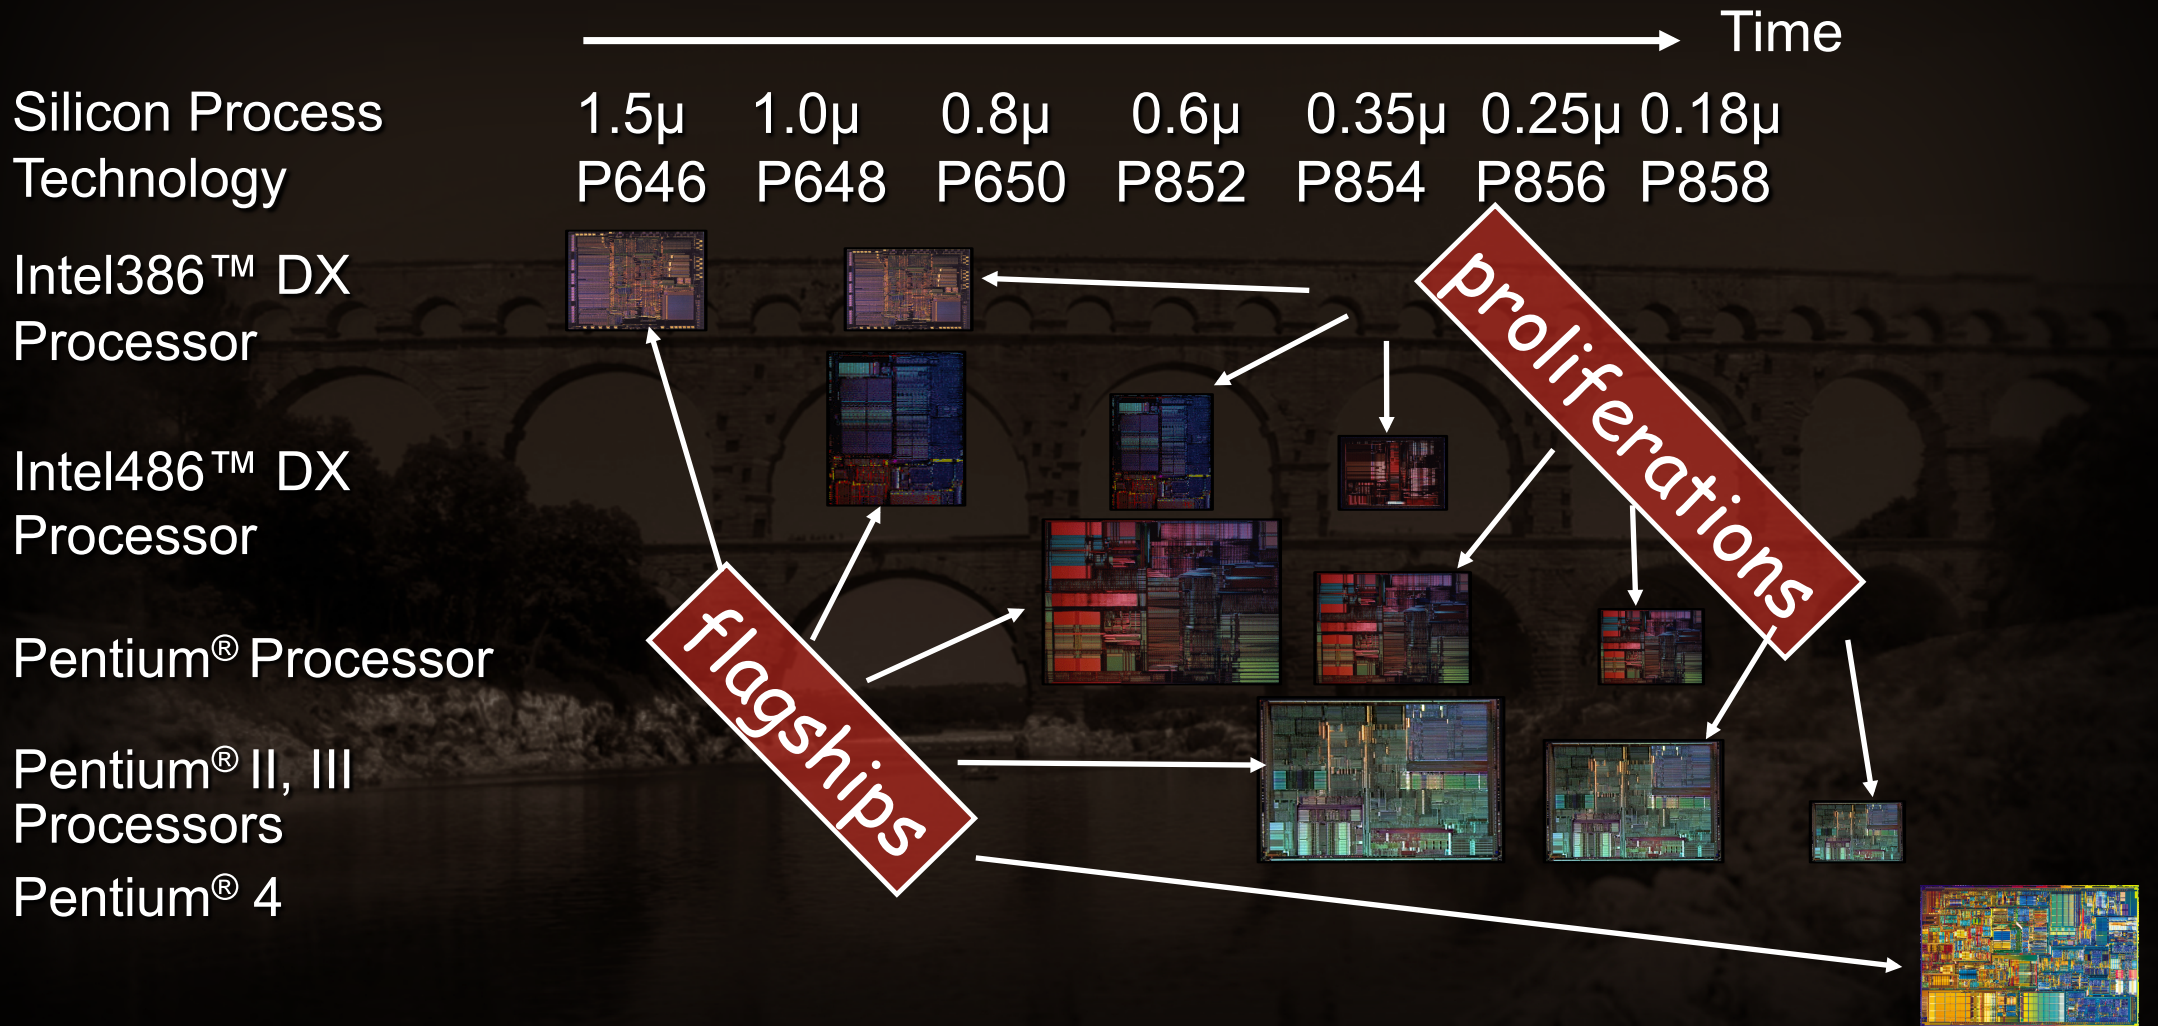 Time
Silicon Process
Technology
1.5µ 1.0µ 0.8µ 0.6µ 0.35µ 0.25µ 0.18µ
P646 P648 P650 P852 P854 P856 P858
Intel386™ DX
Processor
Intel486™ DX
Processor
Pentium® Processor
Pentium® II, III
Processors
Pentium® 4
flagships
proliferations